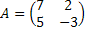 A = (7 2
5 −3)